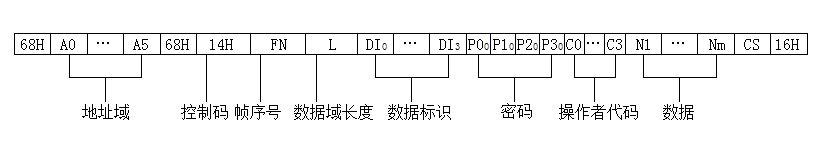 68H A0 … A5 68H 14H FN L DI₀ … DI₃ P0₀ P1₀ P2₀ P3₀ C0 … C3 N1 … Nm CS 16H
地址域 控制码 帧序号 数据域长度 数据标识 密码 操作者代码 数据